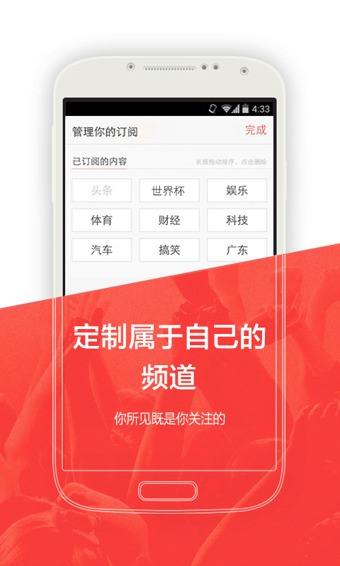 4:33
管理你的订阅 完成
已订阅的内容 长按拖动排序，点击删除
头条 世界杯 娱乐
体育 财经 科技
汽车 搞笑 广东
定制属于自己的
频道
你所见既是你关注的